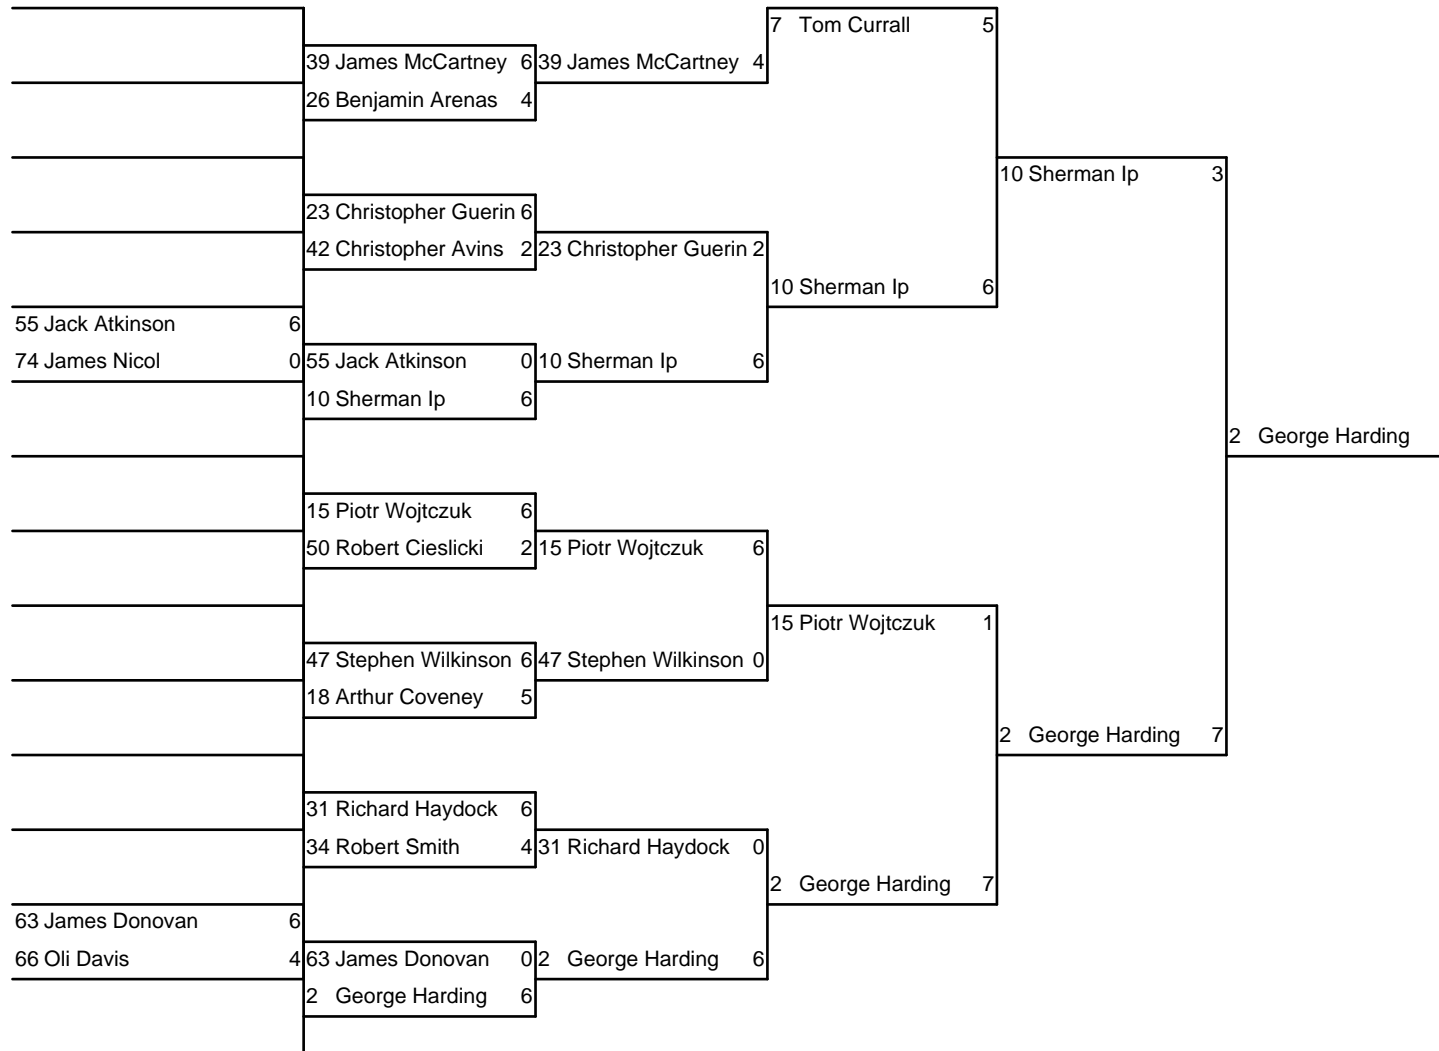 7 Tom Currall 5
39 James McCartney 6 39 James McCartney 4
26 Benjamin Arenas 4
10 Sherman Ip 3
23 Christopher Guerin 6
42 Christopher Avins 2 23 Christopher Guerin 2
10 Sherman Ip 6
55 Jack Atkinson 6
74 James Nicol 0 55 Jack Atkinson 0 10 Sherman Ip 6
10 Sherman Ip 6
2 George Harding
15 Piotr Wojtczuk 6
50 Robert Cieslicki 2 15 Piotr Wojtczuk 6
15 Piotr Wojtczuk 1
47 Stephen Wilkinson 6 47 Stephen Wilkinson 0
18 Arthur Coveney 5
2 George Harding 7
31 Richard Haydock 6
34 Robert Smith 4 31 Richard Haydock 0
2 George Harding 7
63 James Donovan 6
66 Oli Davis 4 63 James Donovan 0 2 George Harding 6
2 George Harding 6